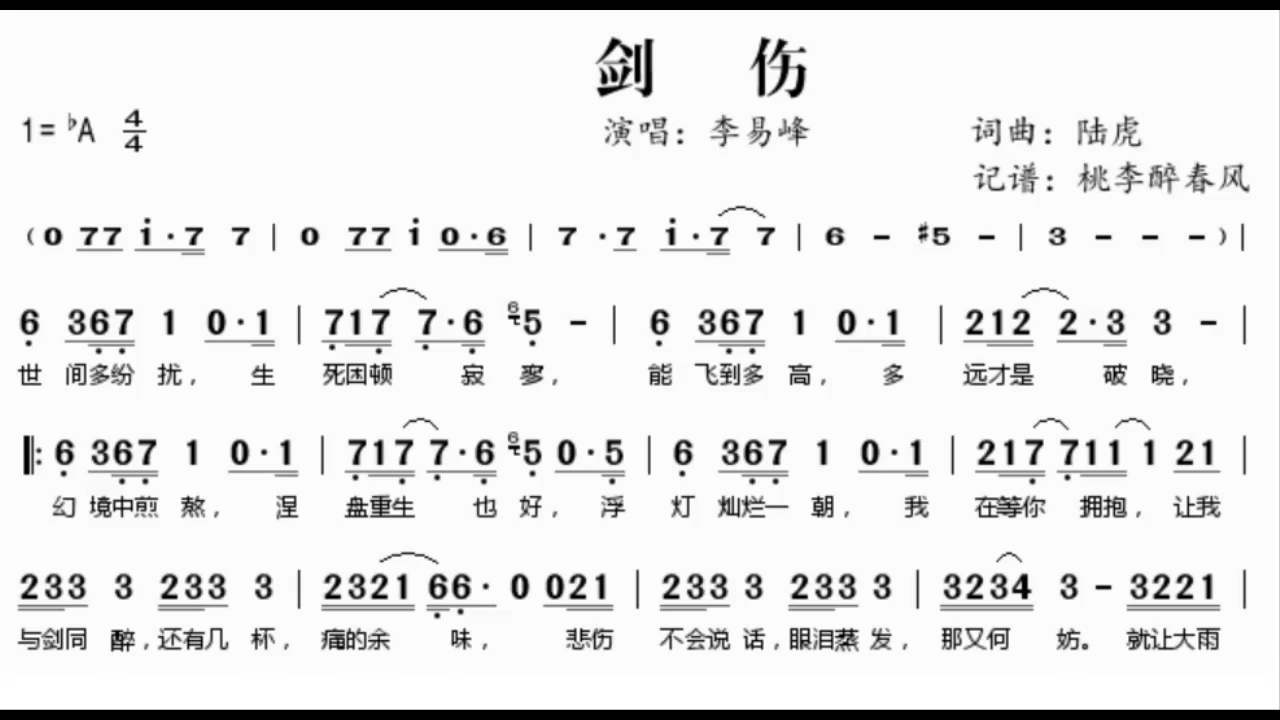 剑 伤
1=♭A 4/4 演唱：李易峰 词曲：陆虎
记谱：桃李醉春风
（0 77 i·7 7 | 0 77 i 0·6 | 7 ·7 i·7 7 | 6 - #5 - | 3 - - -）|
6 367 1 0·1 | 717 7·6 65 - | 6 367 1 0·1 | 212 2·3 3 - |
世 间多纷 扰， 生 死困顿 寂 寥， 能 飞到多 高， 多 远才是 破 晓，
‖: 6 367 1 0·1 | 717 7·6 65 0·5 | 6 367 1 0·1 | 217 711 1 21 |
幻 境中煎 熬， 涅 盘重生 也 好， 浮 灯 灿烂一 朝， 我 在等你 拥抱， 让我
233 3 233 3 | 2321 66· 0 021 | 233 3 233 3 | 3234 3 - 3221 |
与剑同 醉，还有几 杯， 痛的余 味， 悲伤 不会说 话，眼泪蒸 发， 那又何 妨。 就让大雨